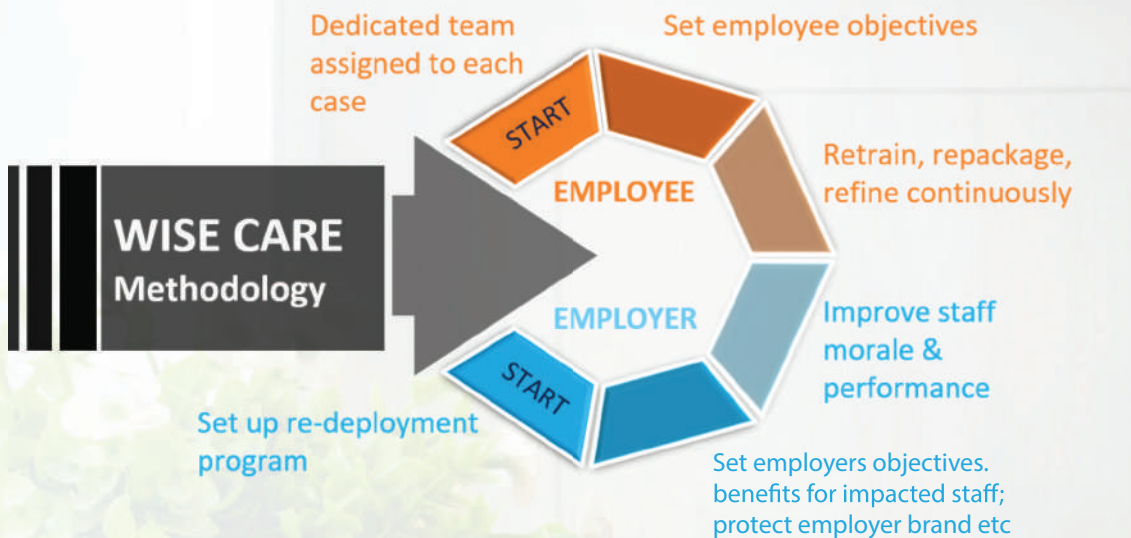 Dedicated team
assigned to each
case
Set employee objectives
START
Retrain, repackage,
refine continuously
EMPLOYEE
WISE CARE
Methodology
EMPLOYER
Improve staff
morale &
performance
START
Set up re-deployment
program
Set employers objectives.
benefits for impacted staff;
protect employer brand etc